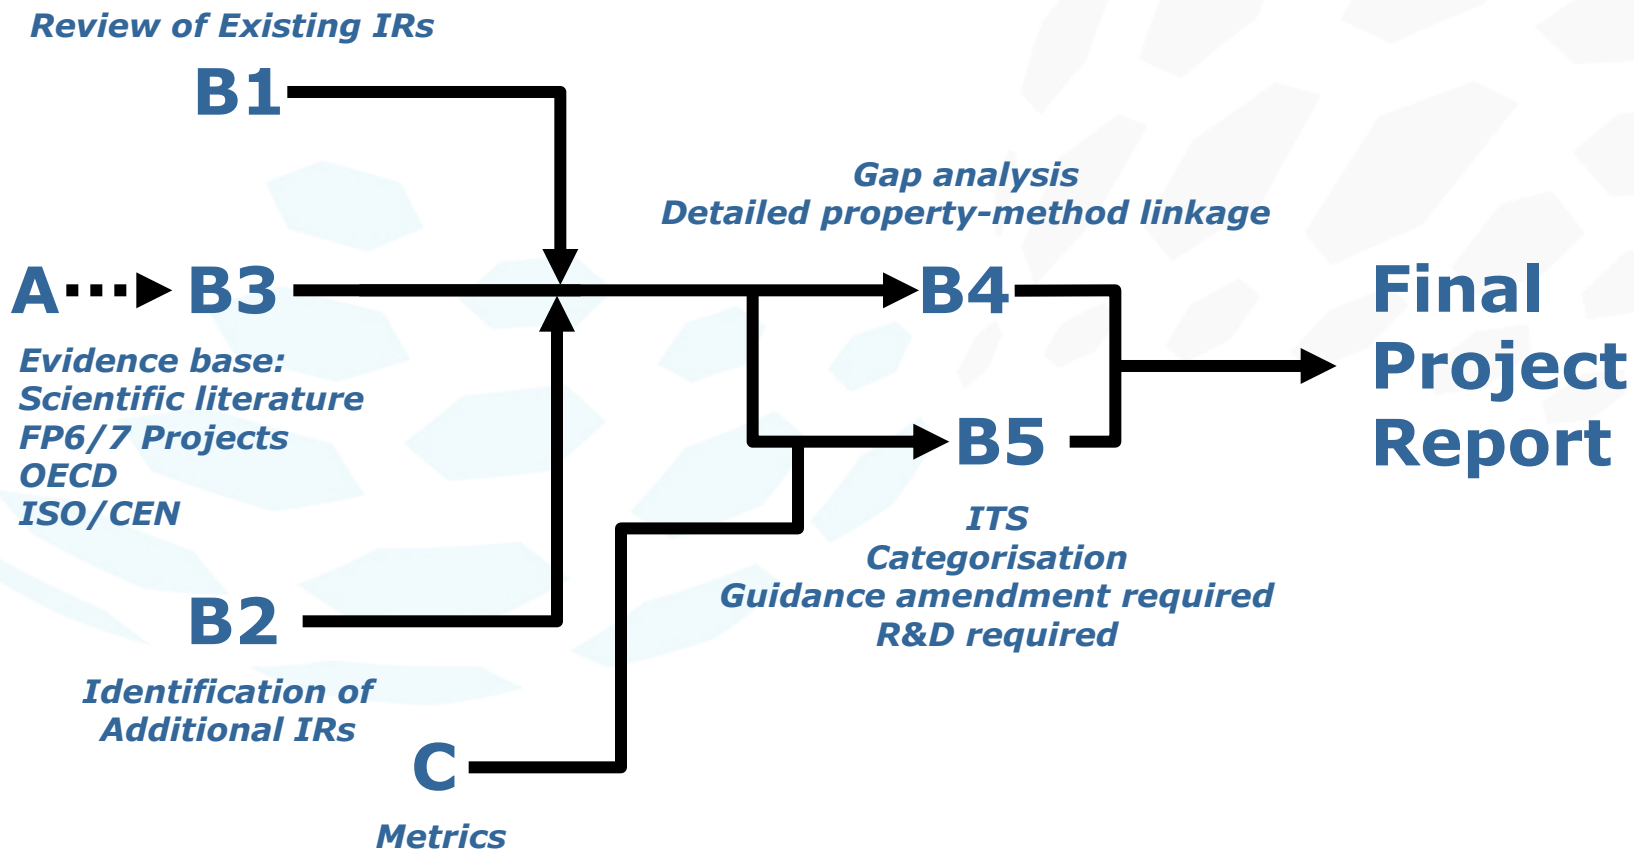 Review of Existing IRs
B1
Gap analysis
Detailed property-method linkage
A
B3
B4
Final
Project
Report
Evidence base:
Scientific literature
FP6/7 Projects
OECD
ISO/CEN
B5
ITS
Categorisation
Guidance amendment required
R&D required
B2
Identification of
Additional IRs
C
Metrics